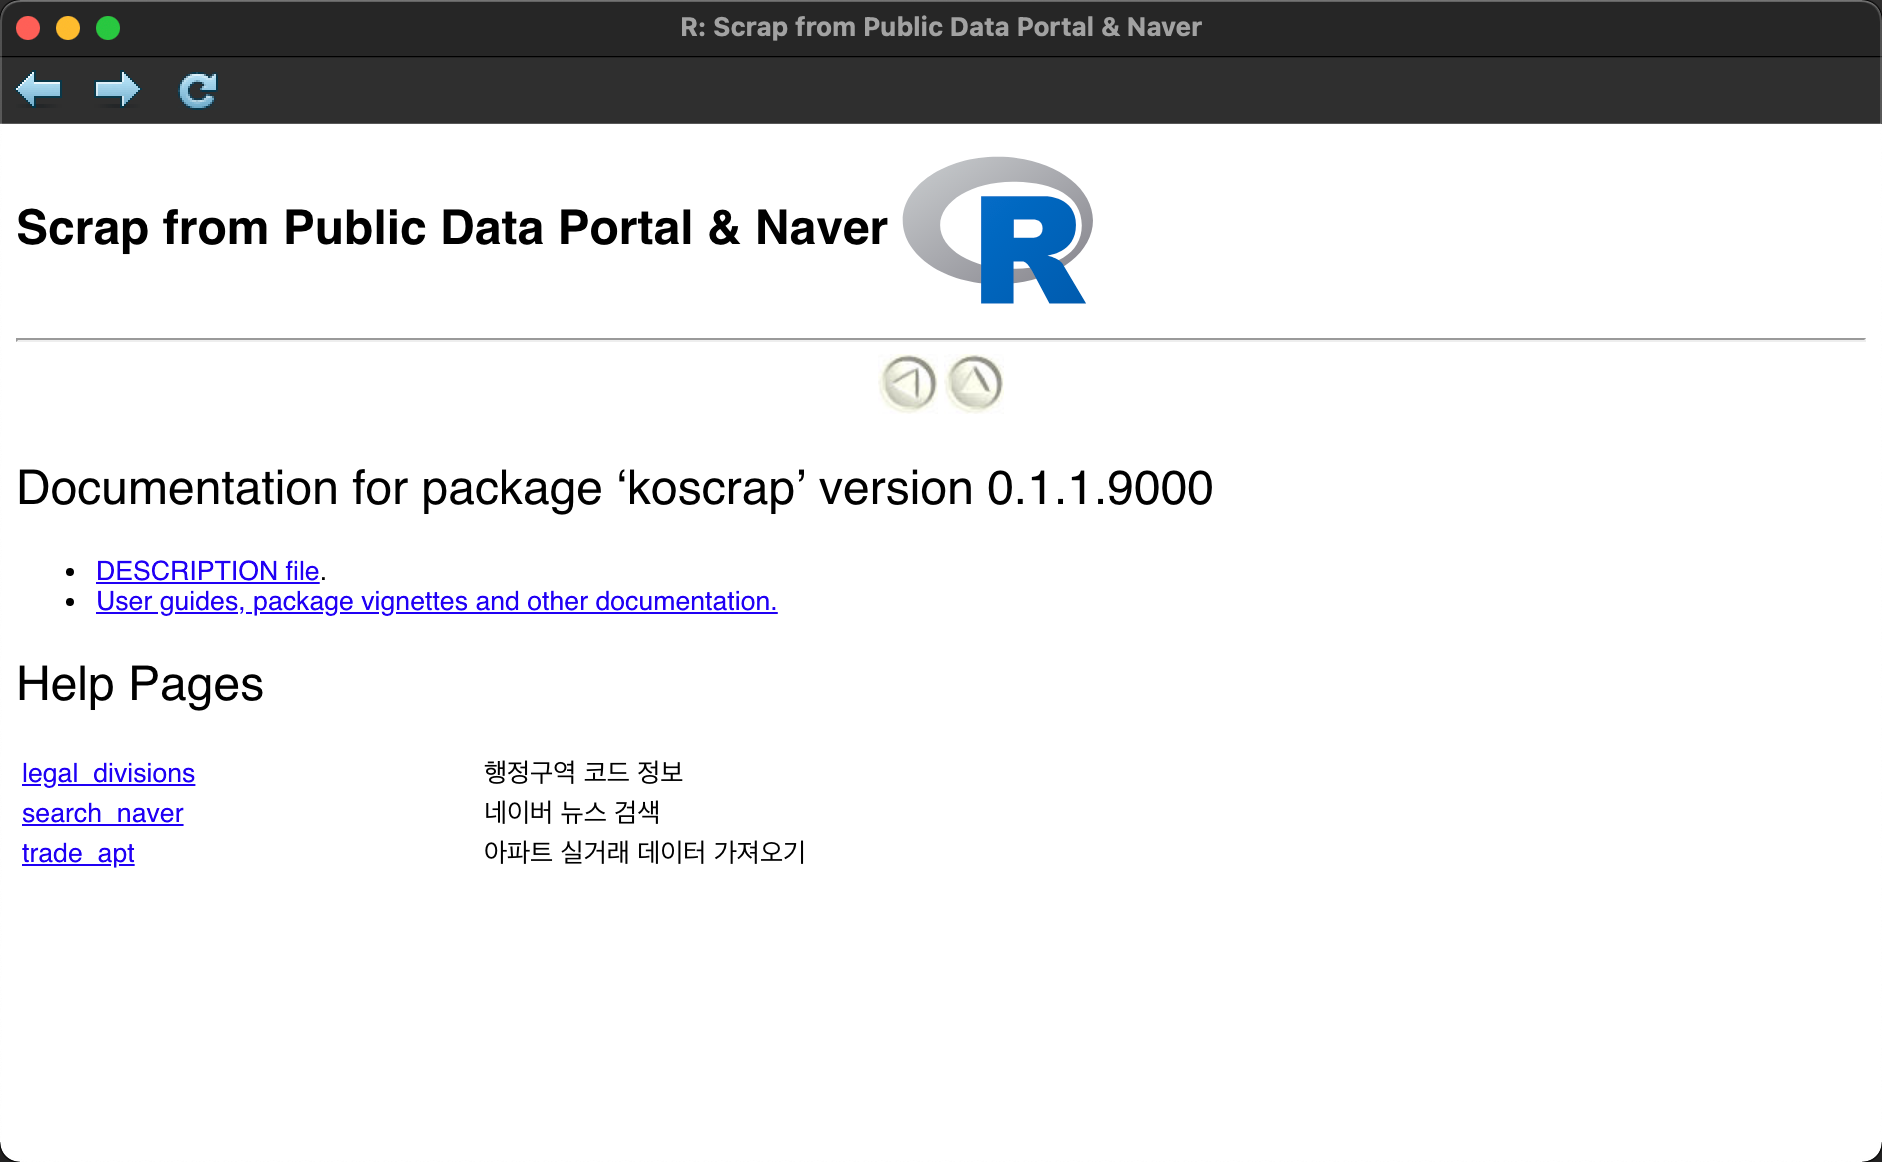 R: Scrap from Public Data Portal & Naver
Scrap from Public Data Portal & Naver
R
Documentation for package ‘koscrap’ version 0.1.1.9000
DESCRIPTION file.
User guides, package vignettes and other documentation.
Help Pages
legal_divisions 행정구역 코드 정보
search_naver 네이버 뉴스 검색
trade_apt 아파트 실거래 데이터 가져오기